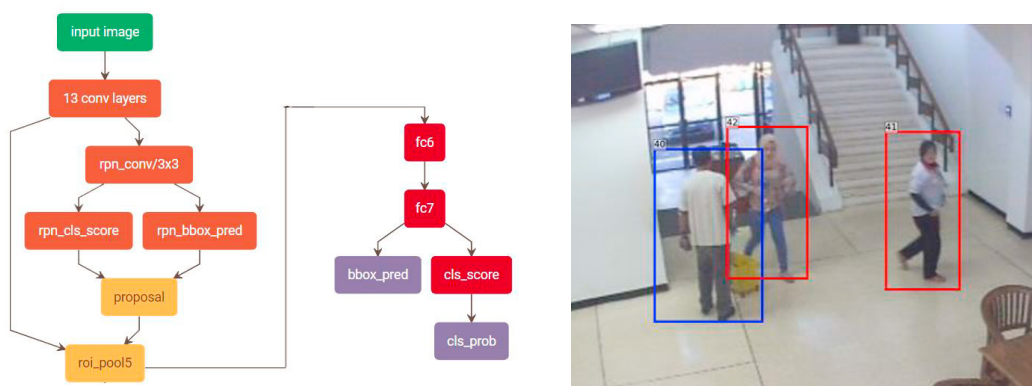 input image
13 conv layers
rpn_conv/3x3
rpn_cls_score
rpn_bbox_pred
proposal
roi_pool5
fc6
fc7
bbox_pred
cls_score
cls_prob
42
41
40